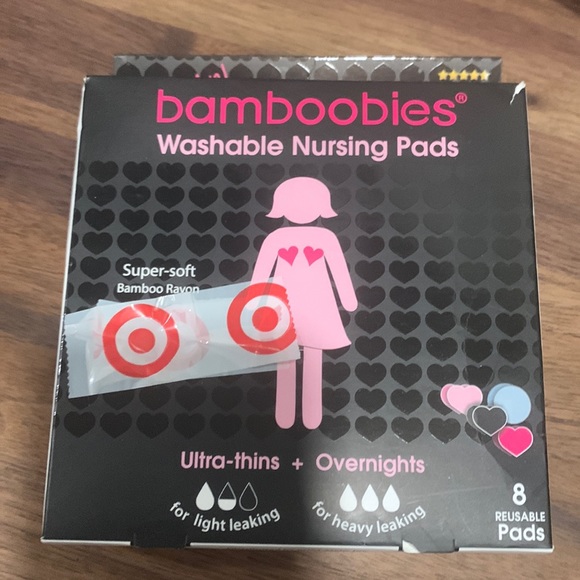 bamboobies®
Washable Nursing Pads
Super-soft
Bamboo Rayon
Ultra-thins + Overnights
for light leaking
for heavy leaking
8
REUSABLE
Pads